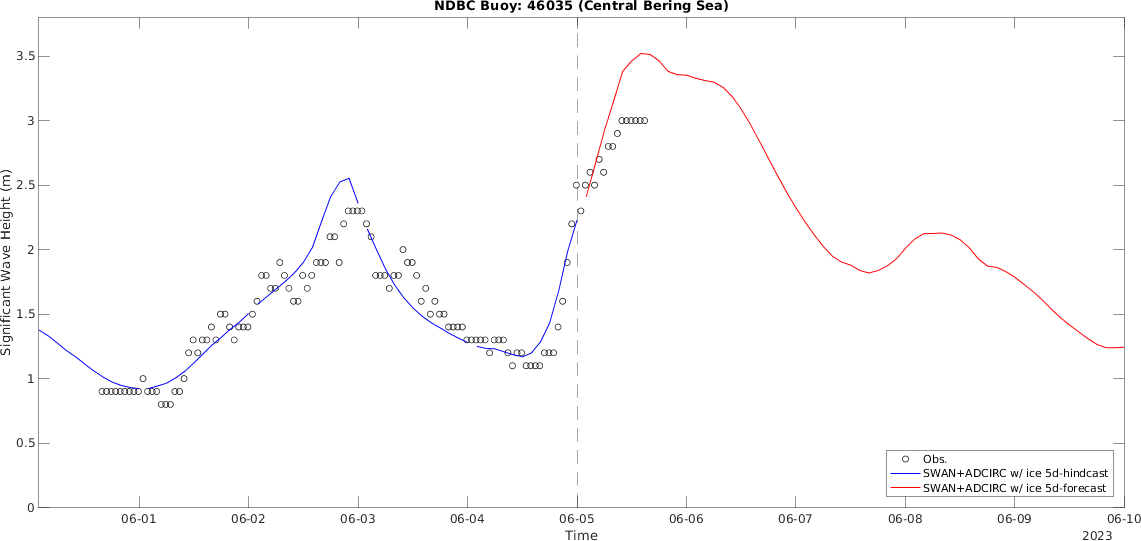 NDBC Buoy: 46035 (Central Bering Sea)
Significant Wave Height (m)
3.5
3
2.5
2
1.5
1
0.5
0
06-01 06-02 06-03 06-04 06-05 06-06 06-07 06-08 06-09 06-10
Time
2023
Obs.
SWAN+ADCIRC w/ ice 5d-hindcast
SWAN+ADCIRC w/ ice 5d-forecast